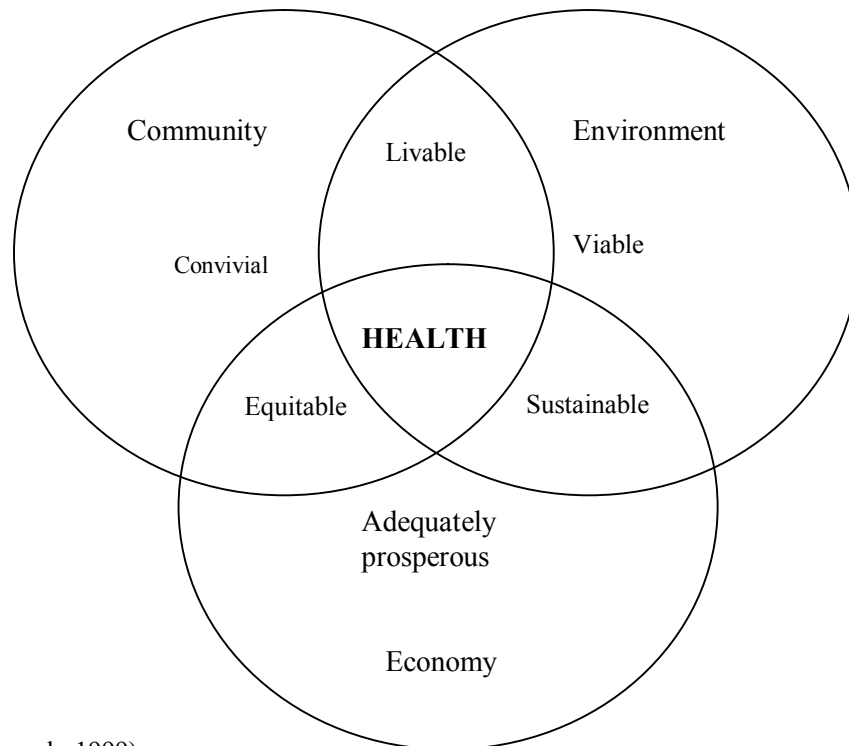 Community
Environment
Livable
Convivial
Viable
HEALTH
Equitable
Sustainable
Adequately
prosperous
Economy